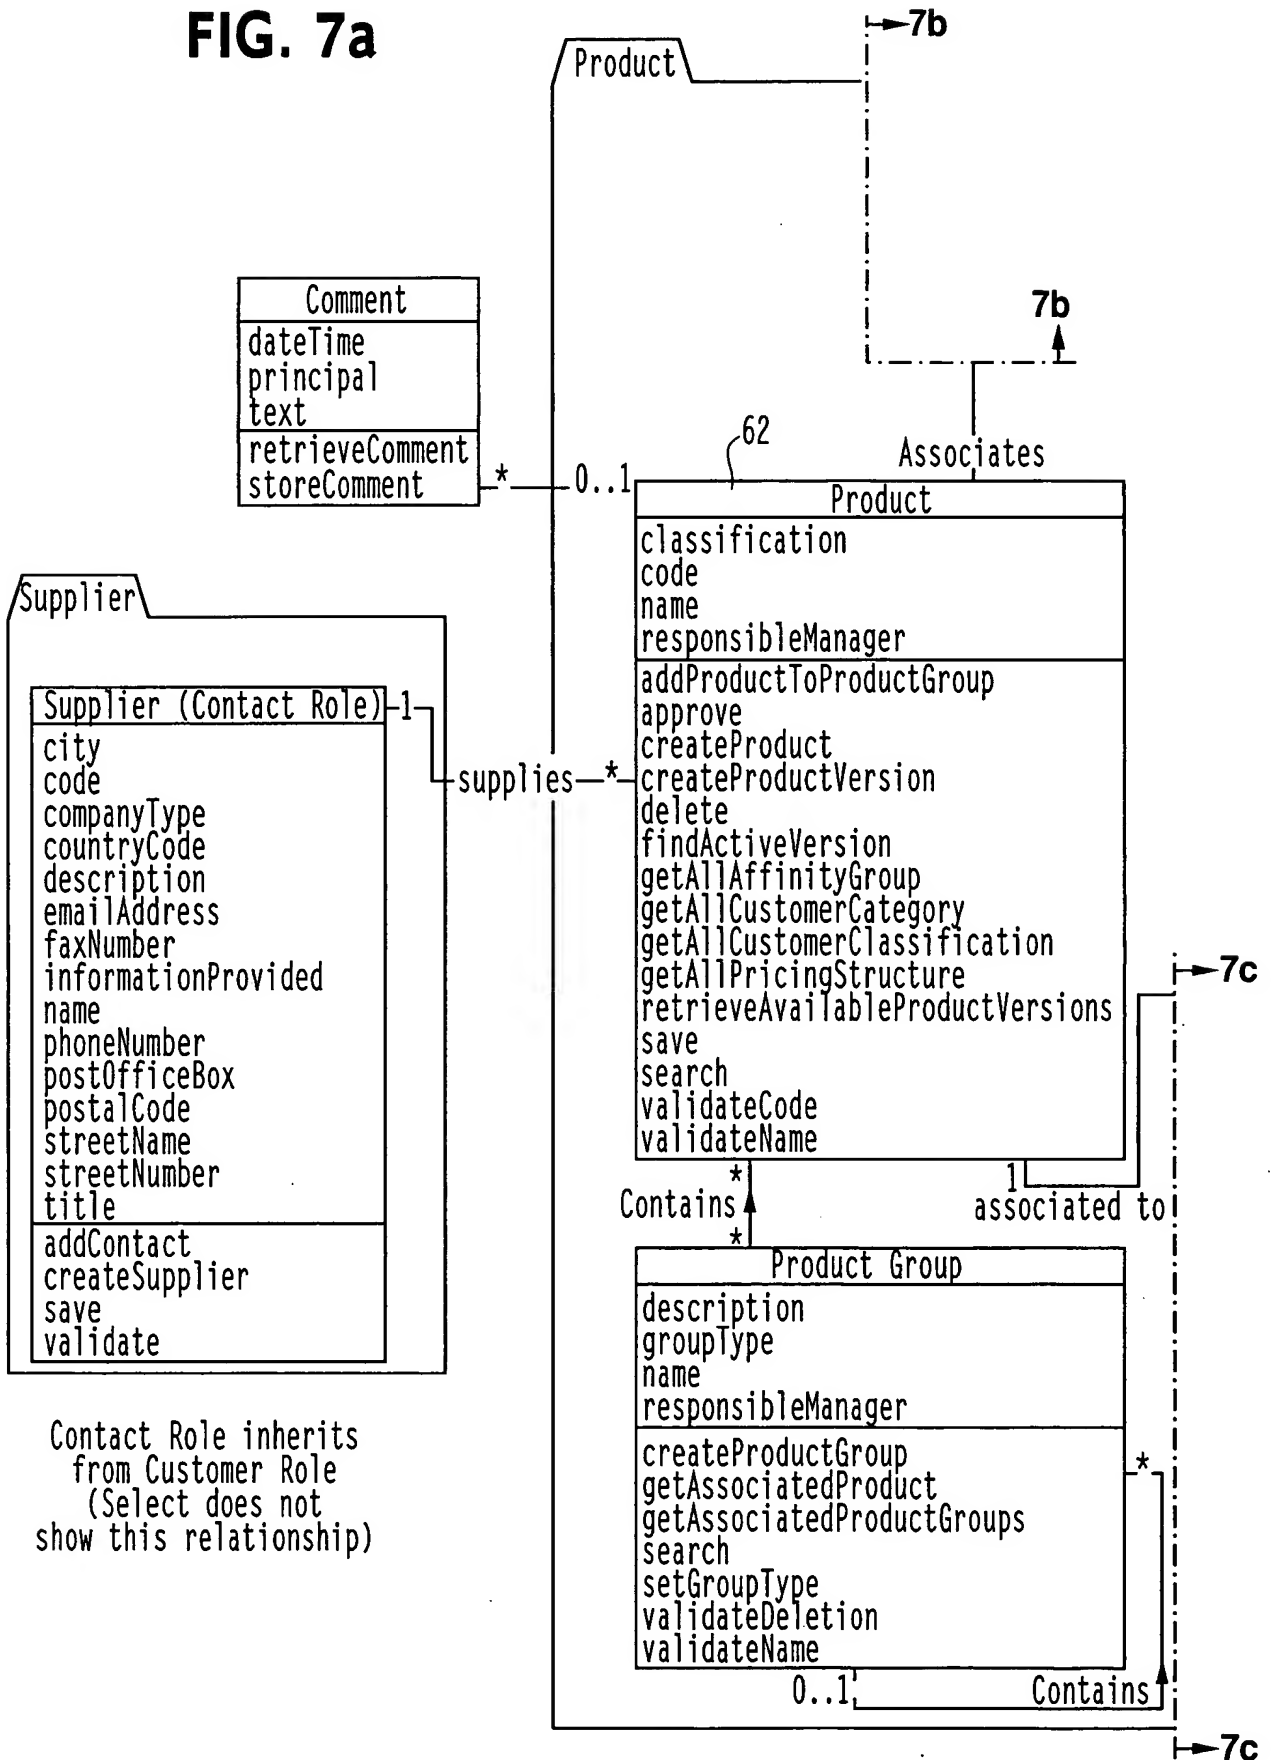 FIG. 7a
7b
Product
7b
Comment
dateTime
principal
text
retrieveComment
storeComment
*
0..1
62
Associates
Product
classification
code
name
responsibleManager
addProductToProductGroup
approve
createProduct
createProductVersion
delete
findActiveVersion
getAllAffinityGroup
getAllCustomerCategory
getAllCustomerClassification
getAllPricingStructure
retrieveAvailableProductVersions
save
search
validateCode
validateName
Supplier
Supplier (Contact Role)
1
supplies
*
city
code
companyType
countryCode
description
emailAddress
faxNumber
informationProvided
name
phoneNumber
postOfficeBox
postalCode
streetName
streetNumber
title
addContact
createSupplier
save
validate
Contact Role inherits
from Customer Role
(Select does not
show this relationship)
7c
*
Contains
*
1
associated to
Product Group
description
groupType
name
responsibleManager
createProductGroup
getAssociatedProduct
getAssociatedProductGroups
search
setGroupType
validateDeletion
validateName
*
0..1
Contains
7c